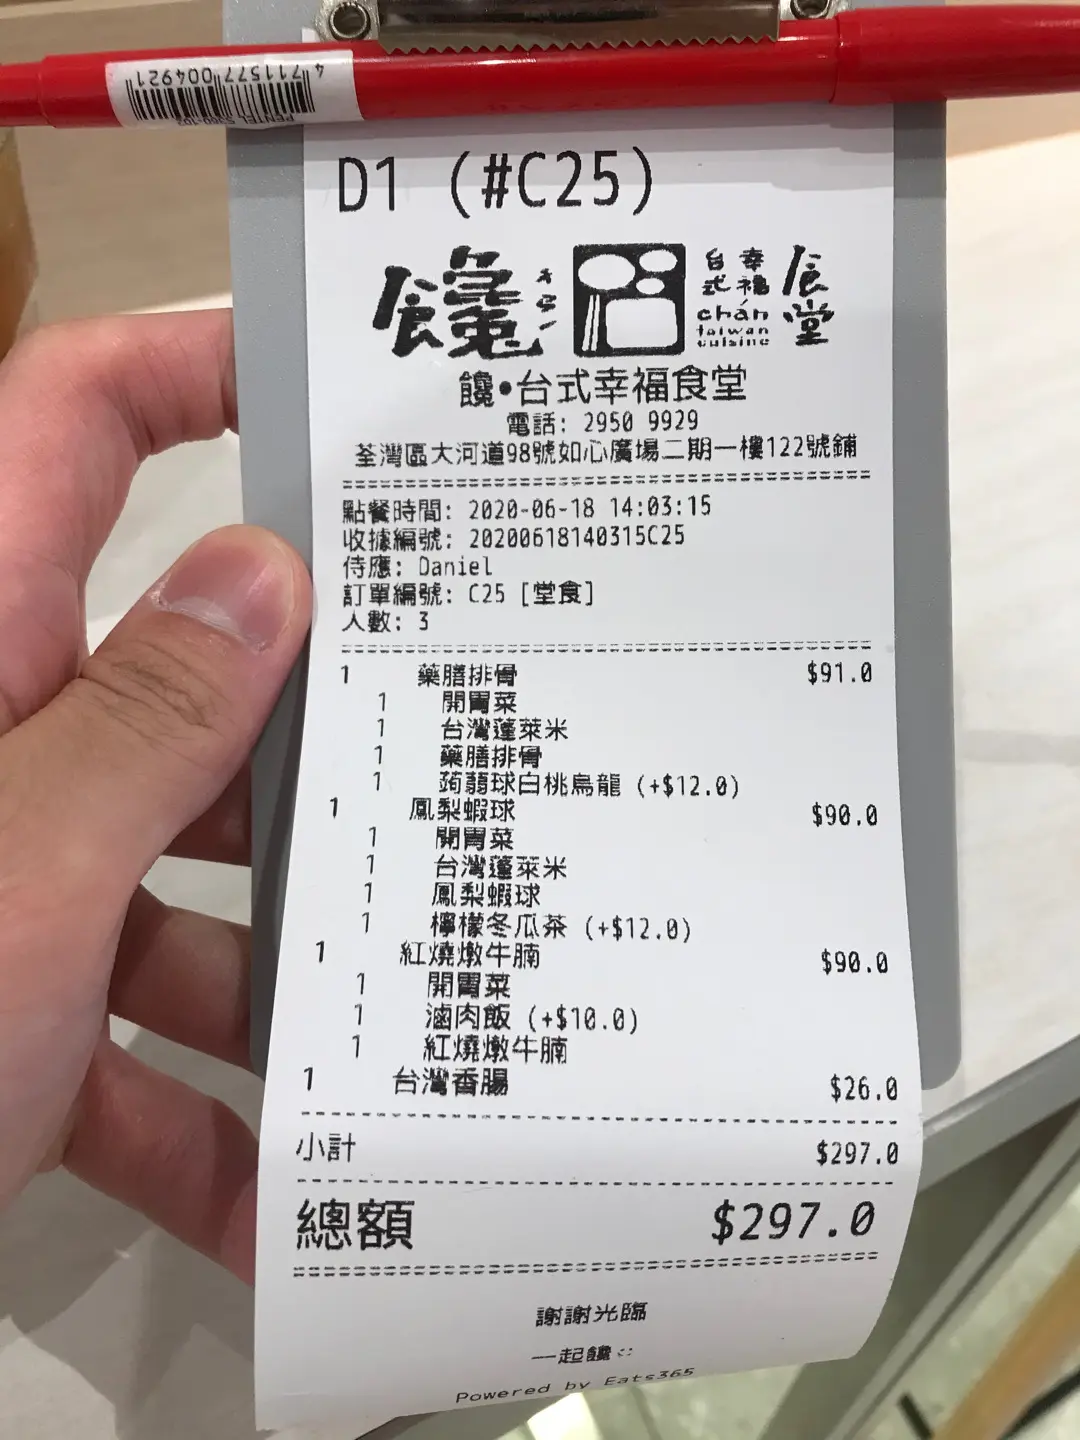 4 711577 004921
PENTEL S360-102
D1 (#C25)
饞
台式 幸福 食堂
chán
taiwan
cuisine
饞•台式幸福食堂
電話: 2950 9929
荃灣區大河道98號如心廣場二期一樓122號鋪
點餐時間: 2020-06-18 14:03:15
收據編號: 20200618140315C25
侍應: Daniel
訂單編號: C25 [堂食]
人數: 3
1 藥膳排骨 $91.0
1 開胃菜
1 台灣蓬萊米
1 藥膳排骨
1 蒟蒻球白桃烏龍 (+$12.0)
1 鳳梨蝦球 $90.0
1 開胃菜
1 台灣蓬萊米
1 鳳梨蝦球
1 檸檬冬瓜茶 (+$12.0)
1 紅燒燉牛腩 $90.0
1 開胃菜
1 滷肉飯 (+$10.0)
1 紅燒燉牛腩
1 台灣香腸 $26.0
小計 $297.0
總額 $297.0
謝謝光臨
一起饞
Powered by Eats365